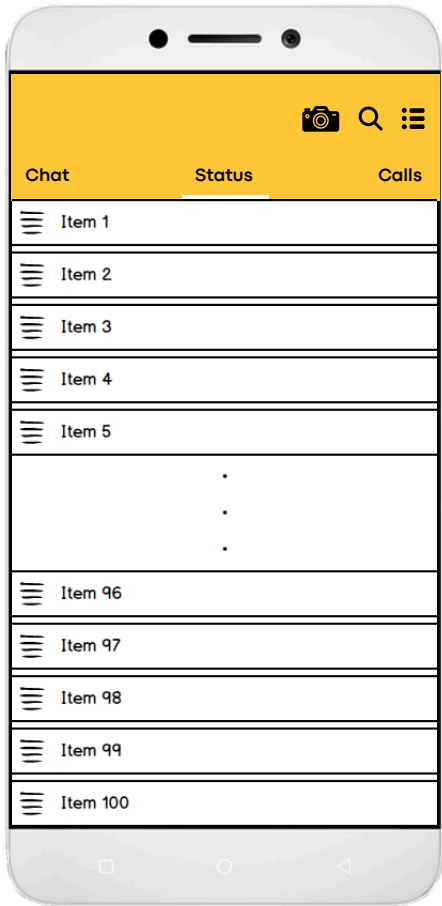 Chat Status Calls
Item 1
Item 2
Item 3
Item 4
Item 5
.
.
.
Item 96
Item 97
Item 98
Item 99
Item 100